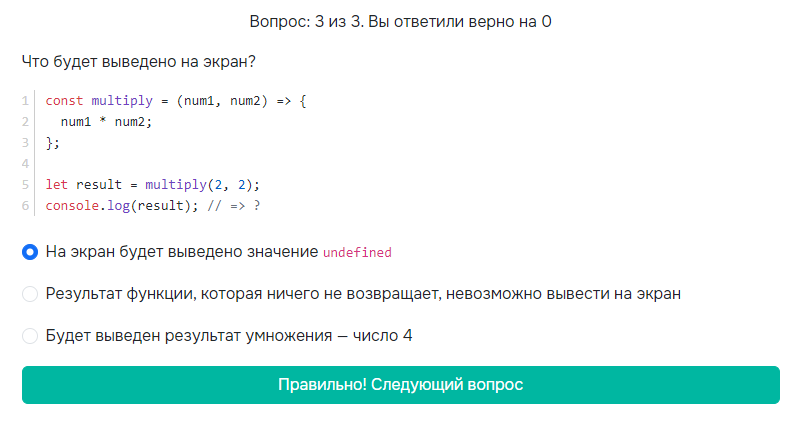 Вопрос: 3 из 3. Вы ответили верно на 0
Что будет выведено на экран?
1 const multiply = (num1, num2) => {
2   num1 * num2;
3 };
4
5 let result = multiply(2, 2);
6 console.log(result); // => ?
На экран будет выведено значение undefined
Результат функции, которая ничего не возвращает, невозможно вывести на экран
Будет выведен результат умножения — число 4
Правильно! Следующий вопрос